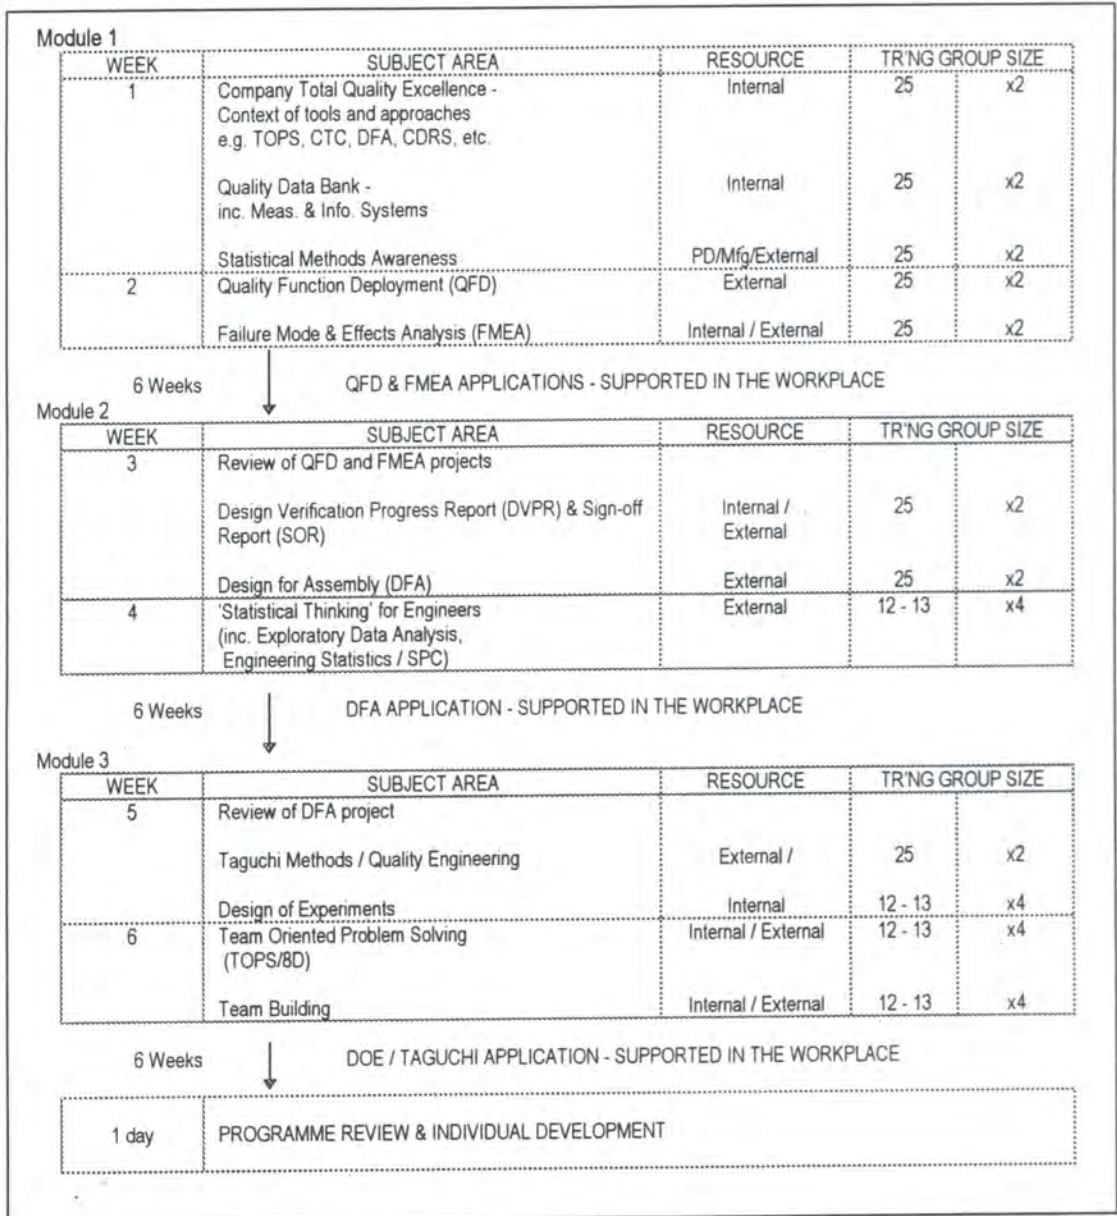 Module 1
WEEK SUBJECT AREA RESOURCE TR'NG GROUP SIZE
1 Company Total Quality Excellence - Internal 25 x2
Context of tools and approaches
e.g. TOPS, CTC, DFA, CDRS, etc.
Quality Data Bank - Internal 25 x2
inc. Meas. & Info. Systems
Statistical Methods Awareness PD/Mfg/External 25 x2
2 Quality Function Deployment (QFD) External 25 x2
Failure Mode & Effects Analysis (FMEA) Internal / External 25 x2
6 Weeks QFD & FMEA APPLICATIONS - SUPPORTED IN THE WORKPLACE
Module 2
WEEK SUBJECT AREA RESOURCE TR'NG GROUP SIZE
3 Review of QFD and FMEA projects
Design Verification Progress Report (DVPR) & Sign-off Internal / 25 x2
Report (SOR) External
Design for Assembly (DFA) External 25 x2
4 'Statistical Thinking' for Engineers External 12 - 13 x4
(inc. Exploratory Data Analysis,
Engineering Statistics / SPC)
6 Weeks DFA APPLICATION - SUPPORTED IN THE WORKPLACE
Module 3
WEEK SUBJECT AREA RESOURCE TR'NG GROUP SIZE
5 Review of DFA project
Taguchi Methods / Quality Engineering External / 25 x2
Design of Experiments Internal 12 - 13 x4
6 Team Oriented Problem Solving Internal / External 12 - 13 x4
(TOPS/8D)
Team Building Internal / External 12 - 13 x4
6 Weeks DOE / TAGUCHI APPLICATION - SUPPORTED IN THE WORKPLACE
1 day PROGRAMME REVIEW & INDIVIDUAL DEVELOPMENT